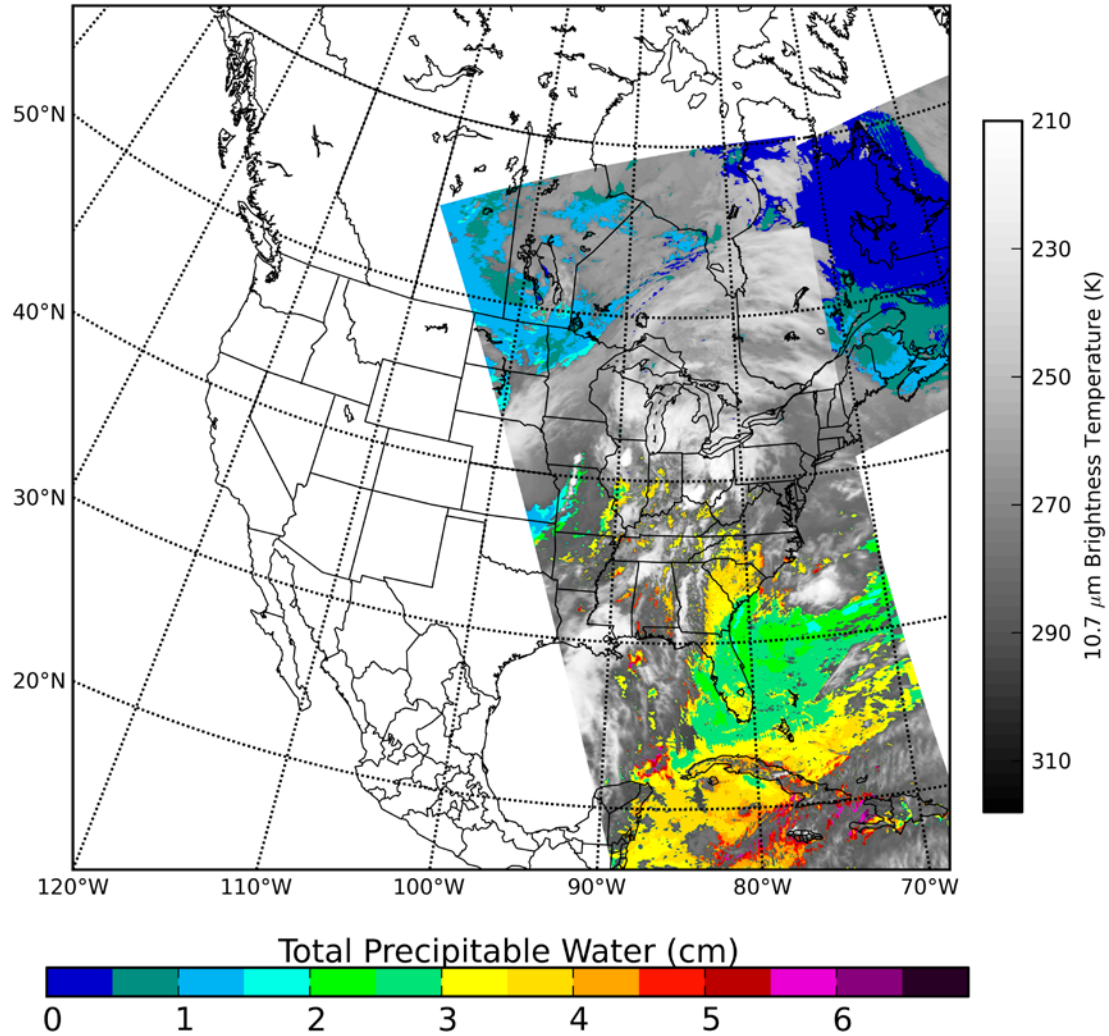 50°N
40°N
30°N
20°N
120°W 110°W 100°W 90°W 80°W 70°W
210
230
250
270
290
310
10.7 μm Brightness Temperature (K)
Total Precipitable Water (cm)
0 1 2 3 4 5 6